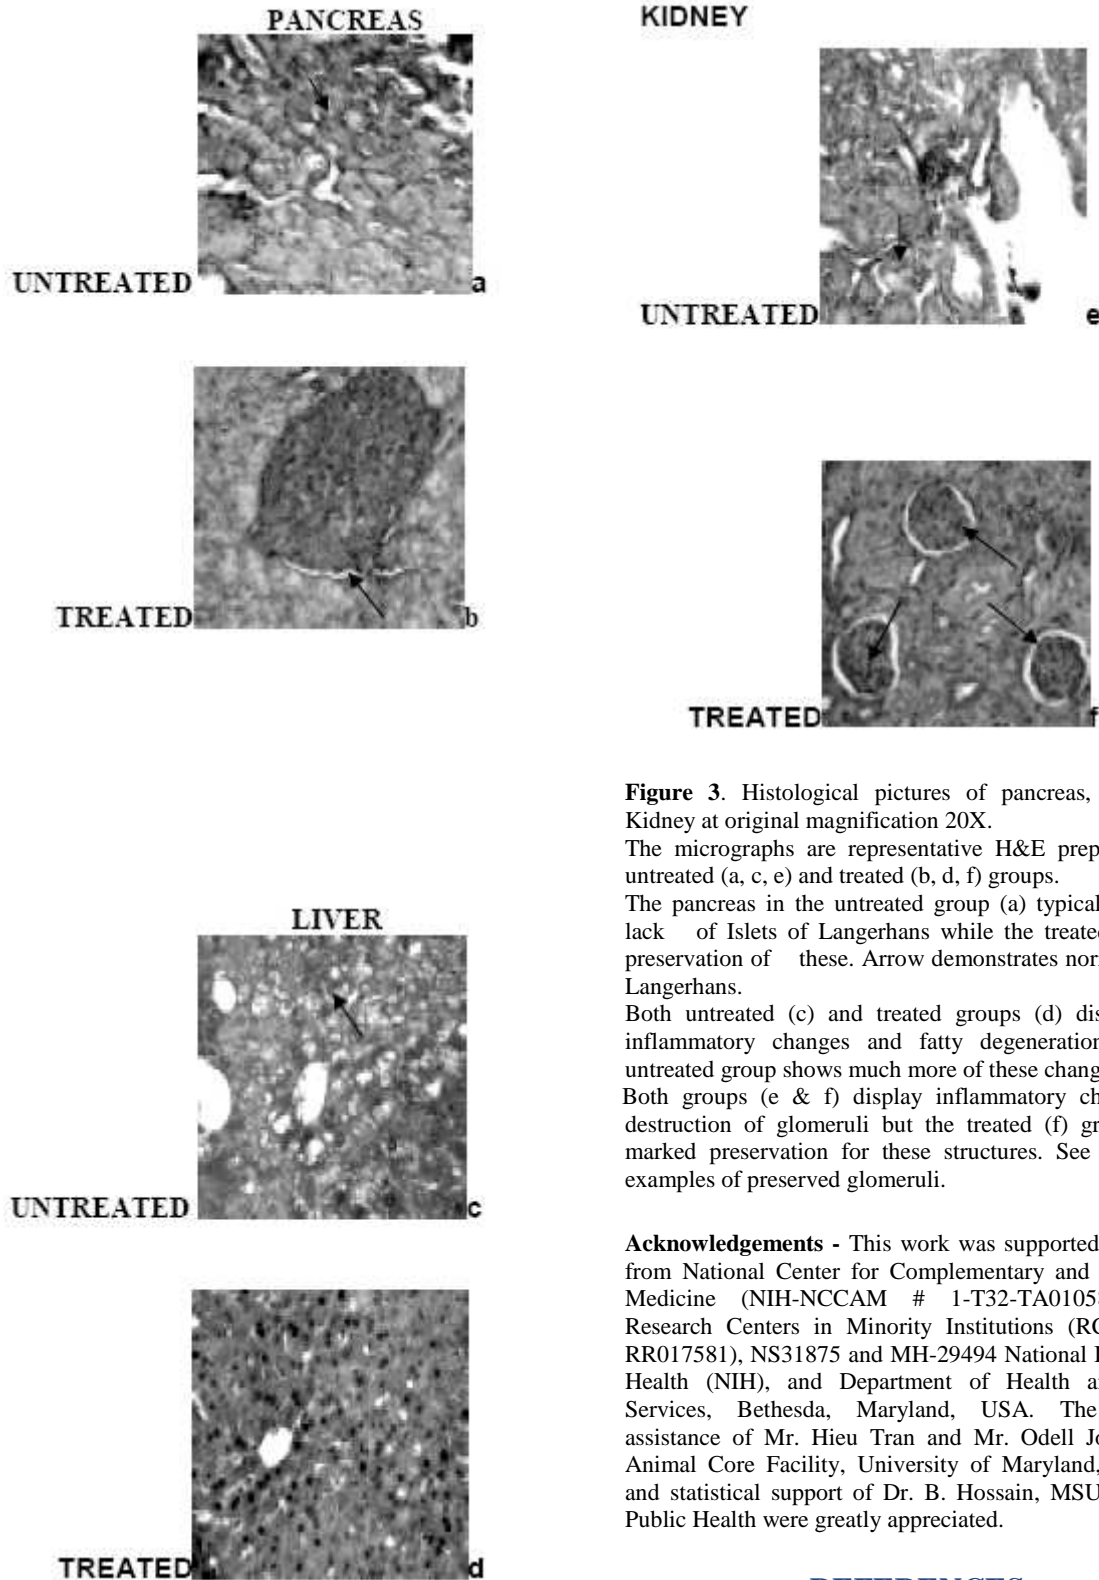 PANCREAS
UNTREATED
a
TREATED
b
LIVER
UNTREATED
c
TREATED
d
KIDNEY
UNTREATED
e
TREATED
f
Figure 3. Histological pictures of pancreas,
Kidney at original magnification 20X.
The micrographs are representative H&E prep
untreated (a, c, e) and treated (b, d, f) groups.
The pancreas in the untreated group (a) typical
lack of Islets of Langerhans while the treated
preservation of these. Arrow demonstrates nor
Langerhans.
Both untreated (c) and treated groups (d) dis
inflammatory changes and fatty degeneration
untreated group shows much more of these chang
Both groups (e & f) display inflammatory ch
destruction of glomeruli but the treated (f) gr
marked preservation for these structures. See
examples of preserved glomeruli.
Acknowledgements - This work was supported
from National Center for Complementary and
Medicine (NIH-NCCAM # 1-T32-TA01058
Research Centers in Minority Institutions (RC
RR017581), NS31875 and MH-29494 National I
Health (NIH), and Department of Health a
Services, Bethesda, Maryland, USA. The
assistance of Mr. Hieu Tran and Mr. Odell Jo
Animal Core Facility, University of Maryland,
and statistical support of Dr. B. Hossain, MSU
Public Health were greatly appreciated.